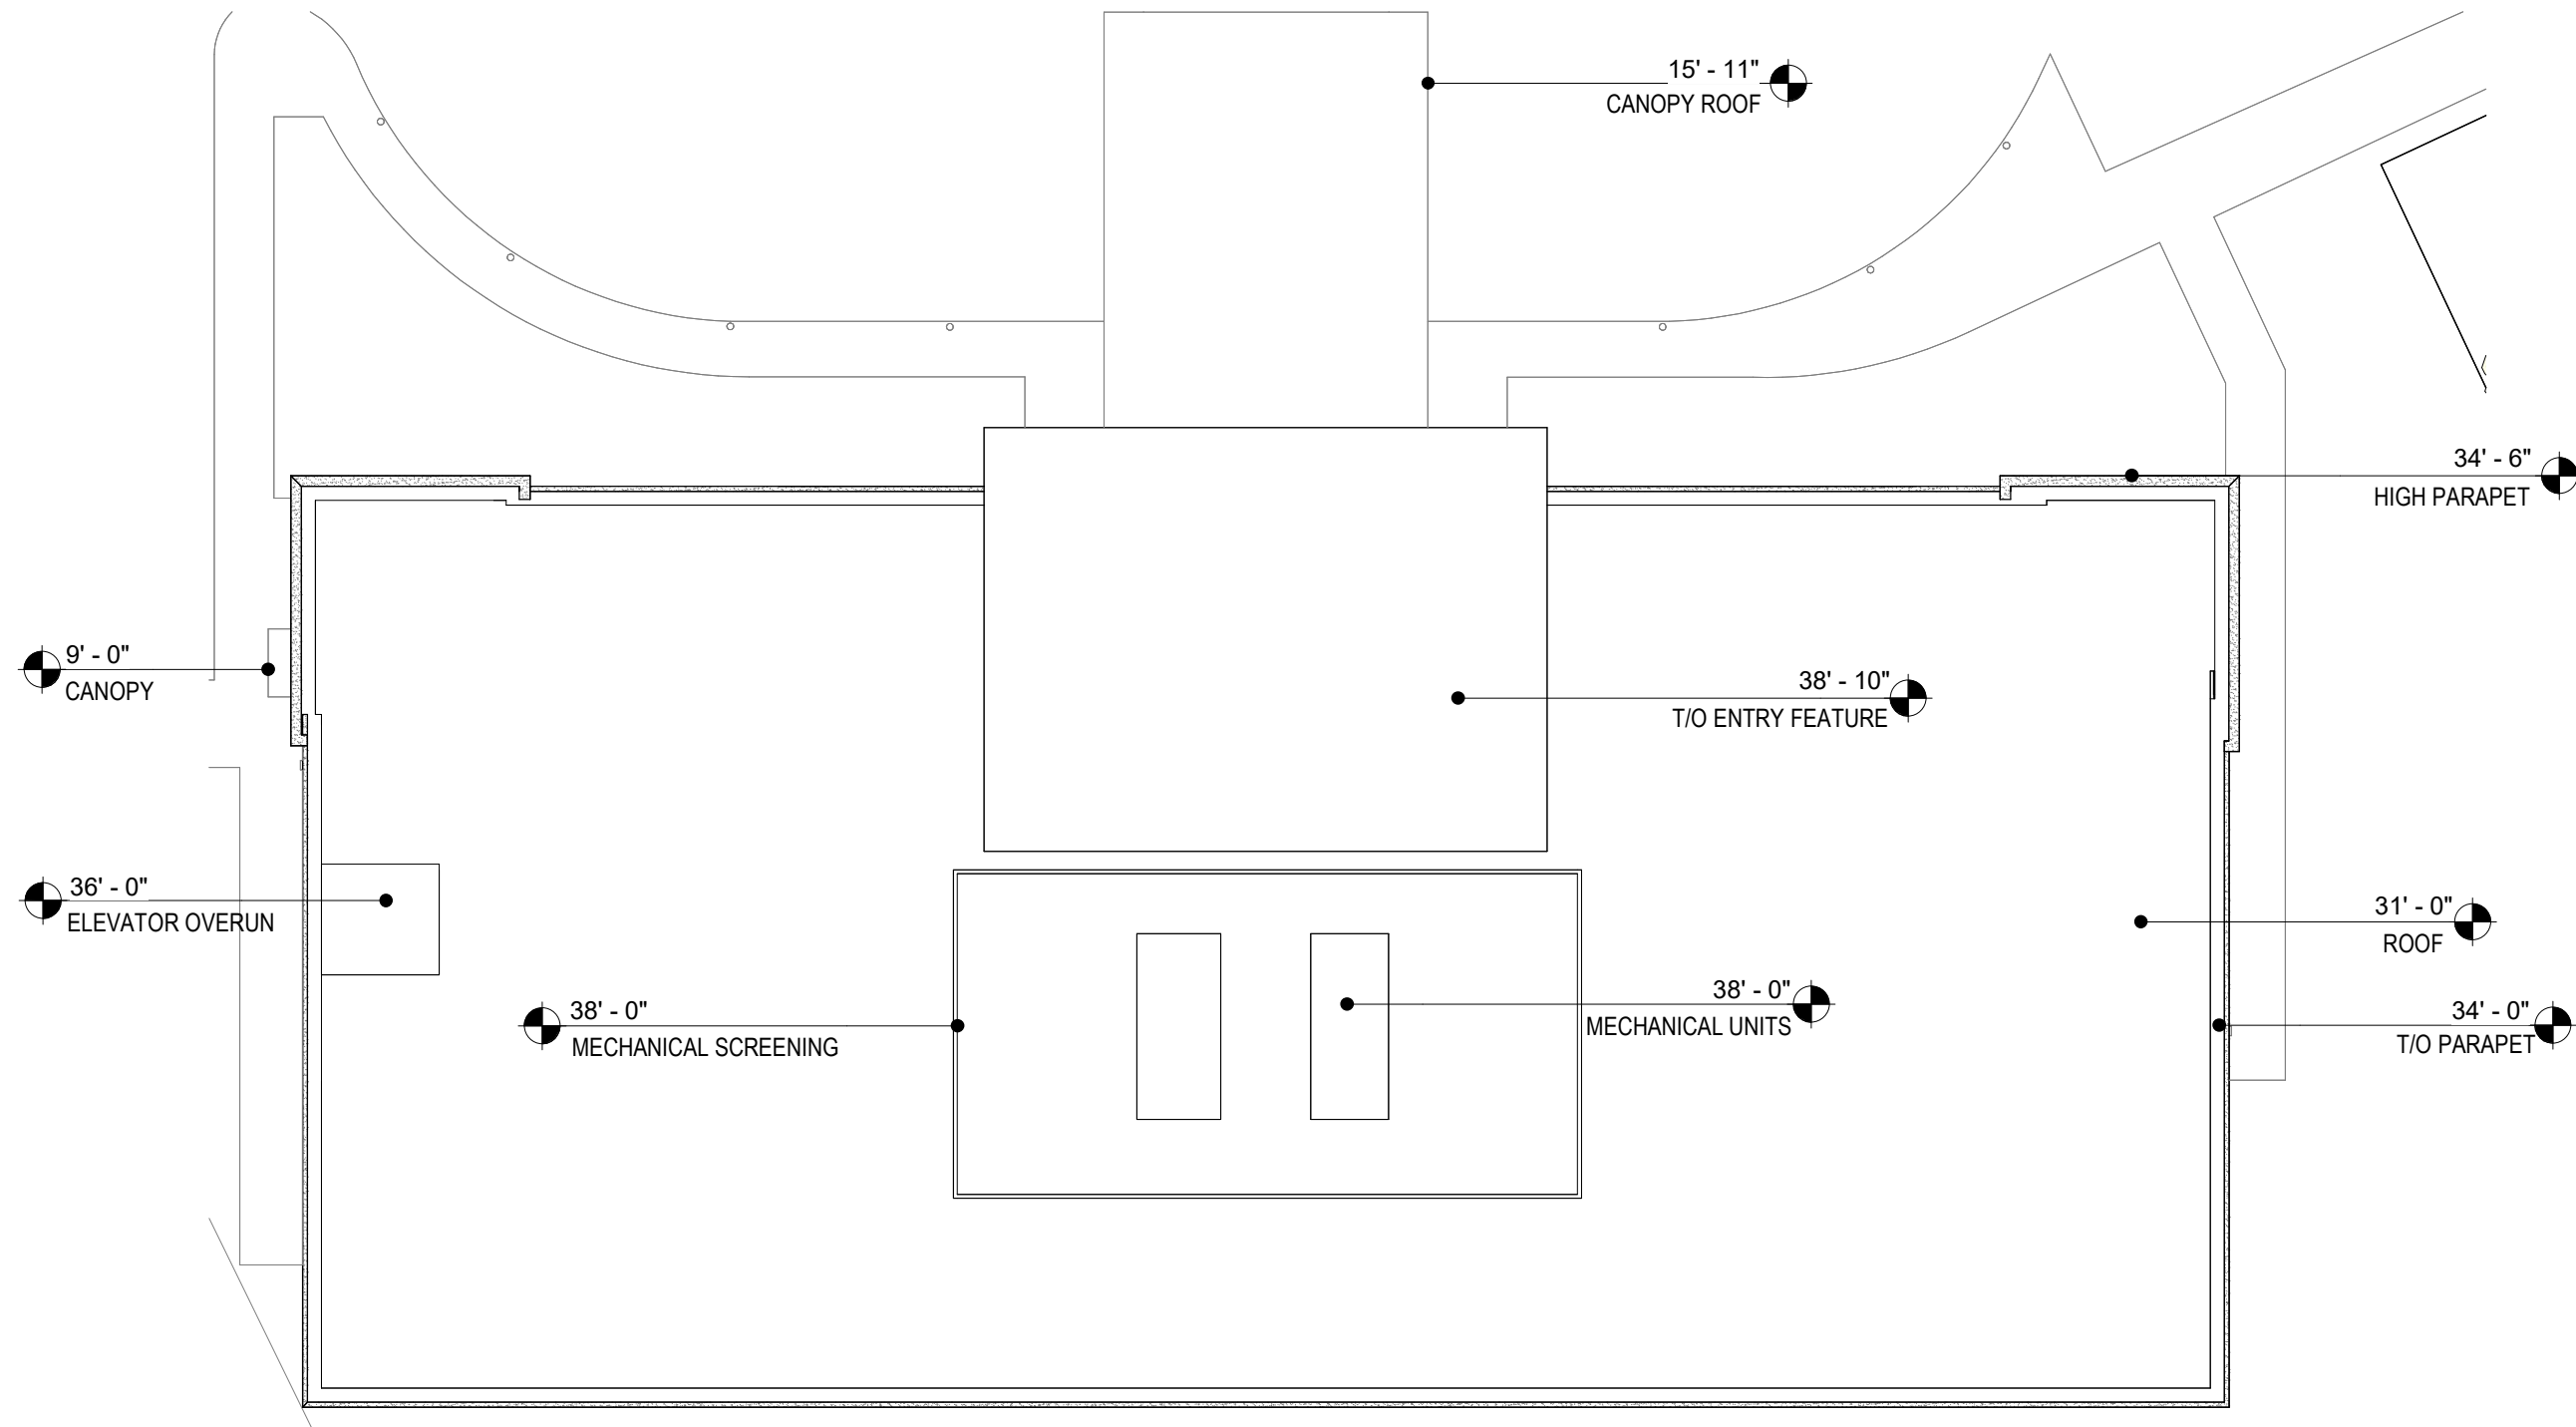 15' - 11"
CANOPY ROOF
34' - 6"
HIGH PARAPET
9' - 0"
CANOPY
38' - 10"
T/O ENTRY FEATURE
36' - 0"
ELEVATOR OVERUN
31' - 0"
ROOF
38' - 0"
MECHANICAL SCREENING
38' - 0"
MECHANICAL UNITS
34' - 0"
T/O PARAPET